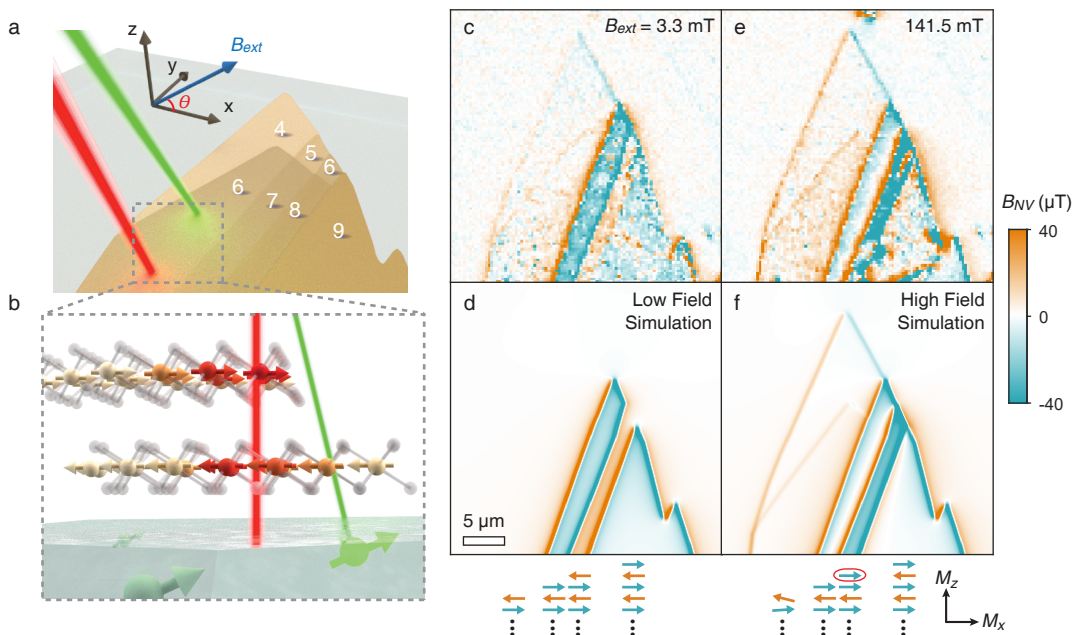 a
z
B_ext
y
θ
x
4
5
6
6
7
8
9
b
c
B_ext = 3.3 mT
e
141.5 mT
d
Low Field
Simulation
5 μm
f
High Field
Simulation
B_NV (μT)
40
0
-40
M_z
M_x